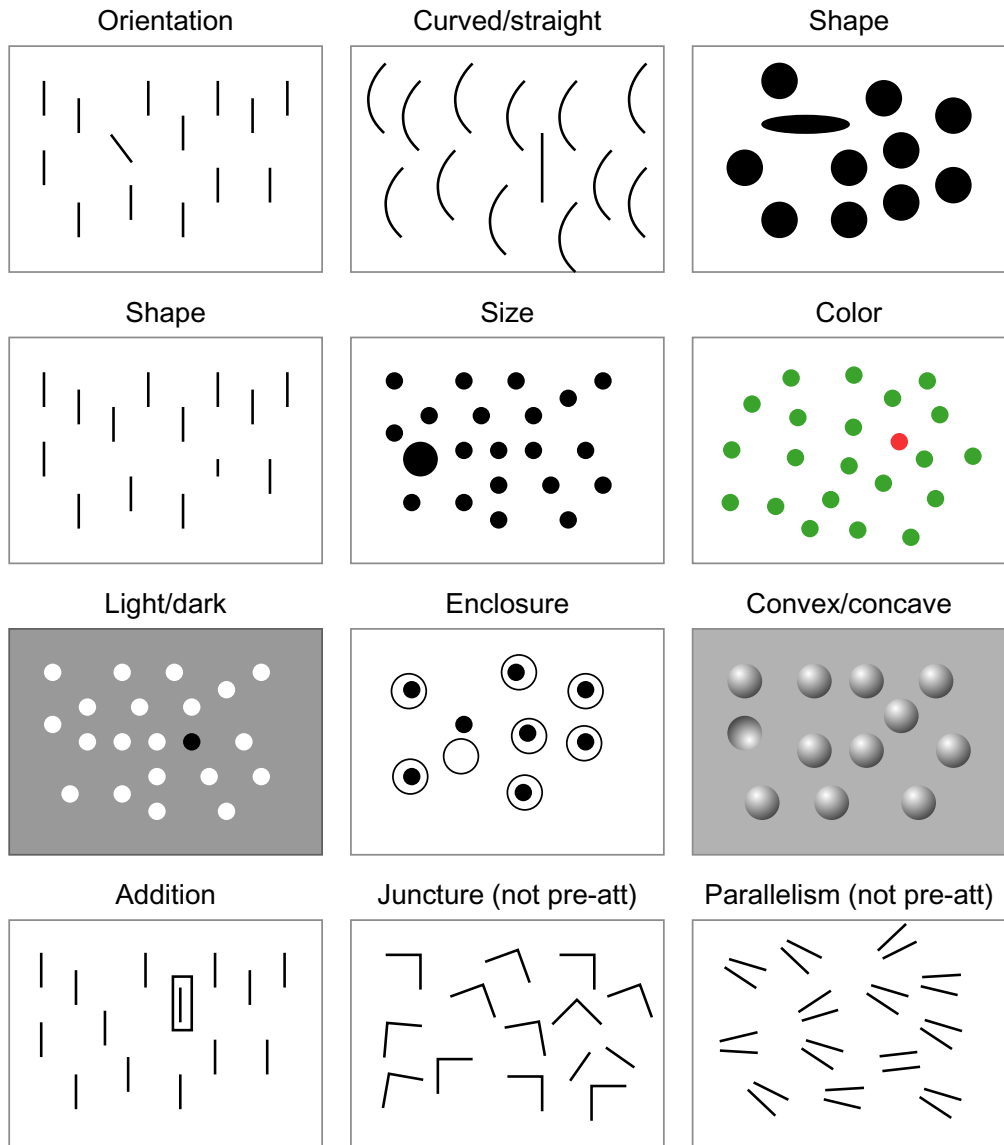 Orientation
Curved/straight
Shape
Shape
Size
Color
Light/dark
Enclosure
Convex/concave
Addition
Juncture (not pre-att)
Parallelism (not pre-att)